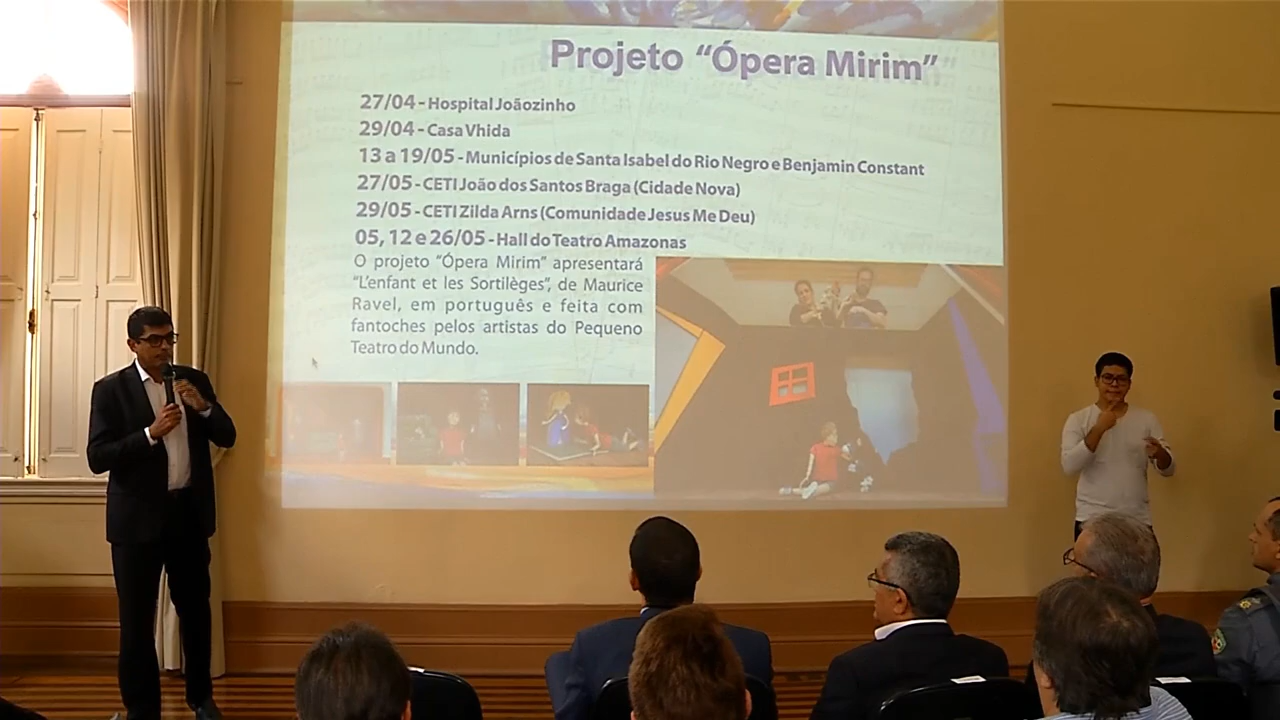 Projeto “Ópera Mirim”
27/04 - Hospital Joãozinho
29/04 - Casa Vhida
13 a 19/05 - Municípios de Santa Isabel do Rio Negro e Benjamin Constant
27/05 - CETI João dos Santos Braga (Cidade Nova)
29/05 - CETI Zilda Arns (Comunidade Jesus Me Deu)
05, 12 e 26/05 - Hall do Teatro Amazonas
O projeto “Ópera Mirim” apresentará
“L'enfant et les Sortilèges”, de Maurice
Ravel, em português e feita com
fantoches pelos artistas do Pequeno
Teatro do Mundo.